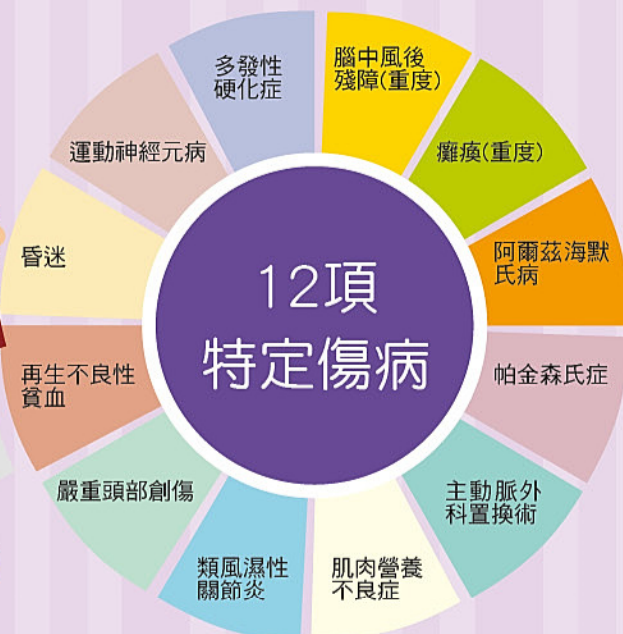 12項
特定傷病
腦中風後
殘障(重度)
癱瘓(重度)
阿爾茲海默
氏病
帕金森氏症
主動脈外
科置換術
肌肉營養
不良症
類風濕性
關節炎
嚴重頭部創傷
再生不良性
貧血
昏迷
運動神經元病
多發性
硬化症